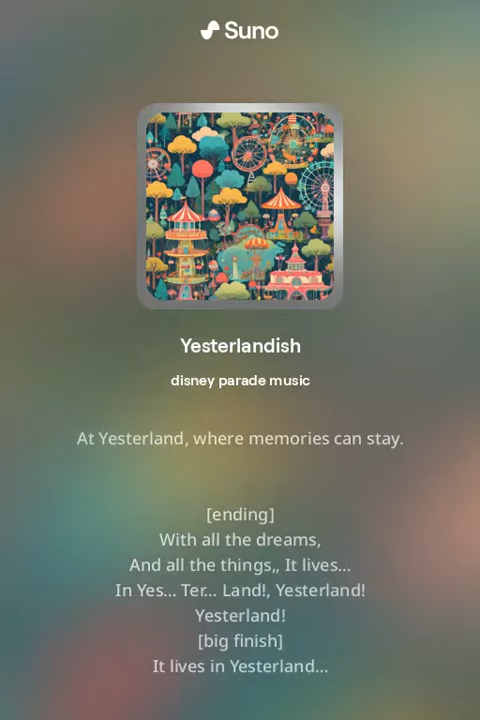 Suno
Yesterlandish
disney parade music
At Yesterland, where memories can stay.
[ending]
With all the dreams,
And all the things,, It lives...
In Yes... Ter... Land!, Yesterland!
Yesterland!
[big finish]
It lives in Yesterland...